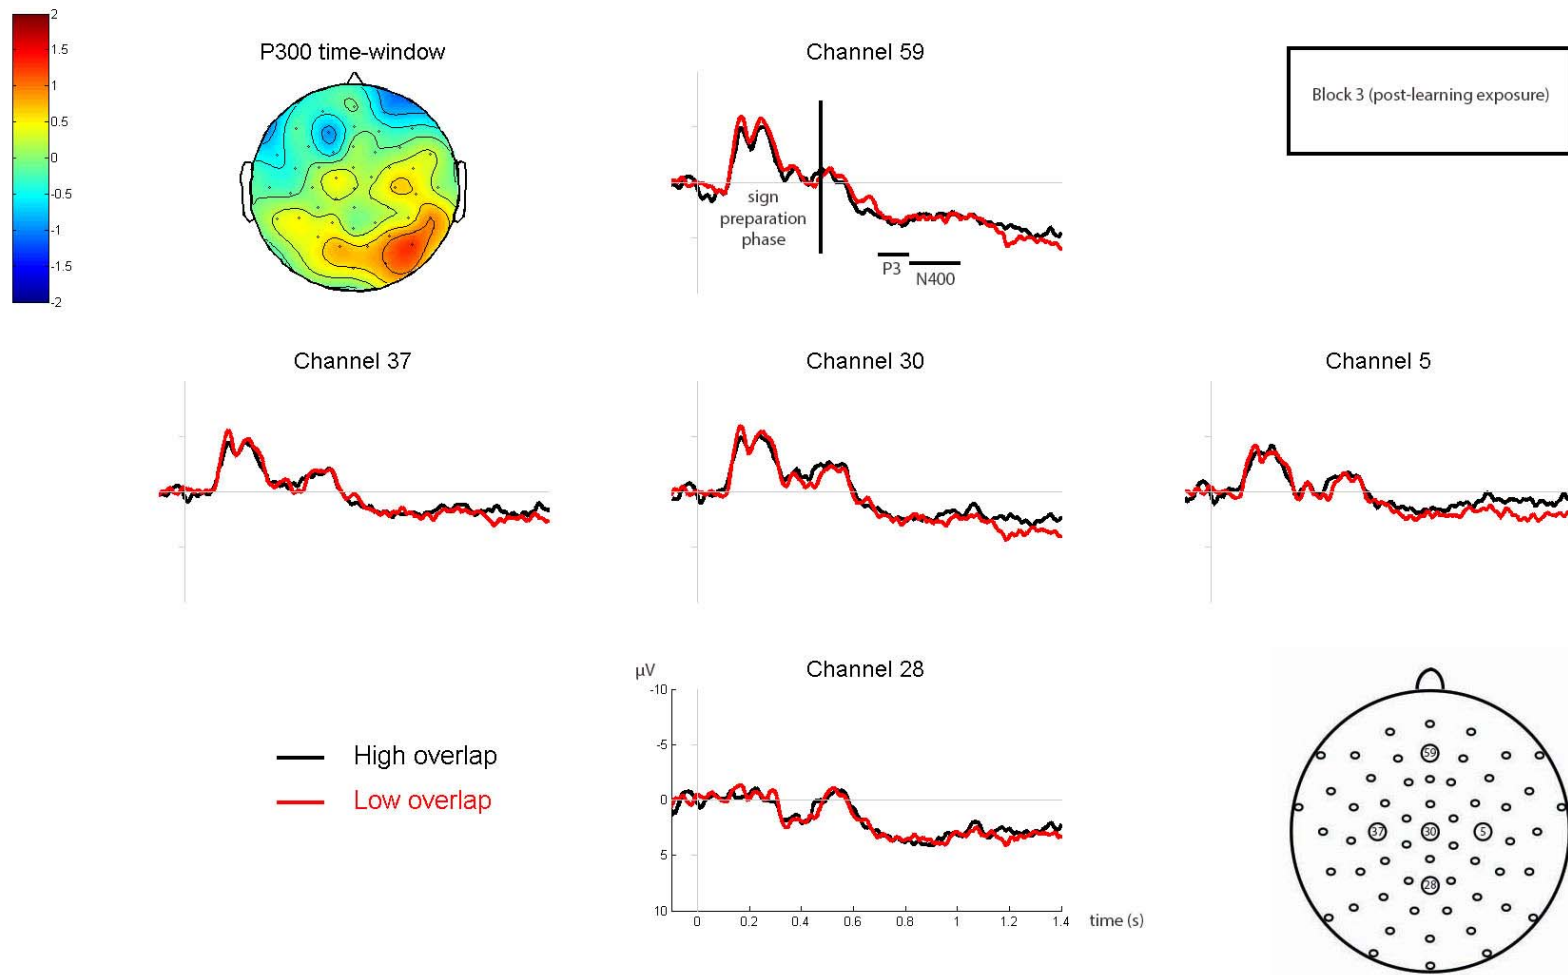 2
1.5
1
0.5
0
-0.5
-1
-1.5
-2
P300 time-window
Channel 59
sign
preparation
phase
P3
N400
Block 3 (post-learning exposure)
Channel 37
Channel 30
Channel 5
High overlap
Low overlap
µV
Channel 28
-10
-5
0
5
10
0
0.2
0.4
0.6
0.8
1
1.2
1.4
time (s)
59
37
30
5
28